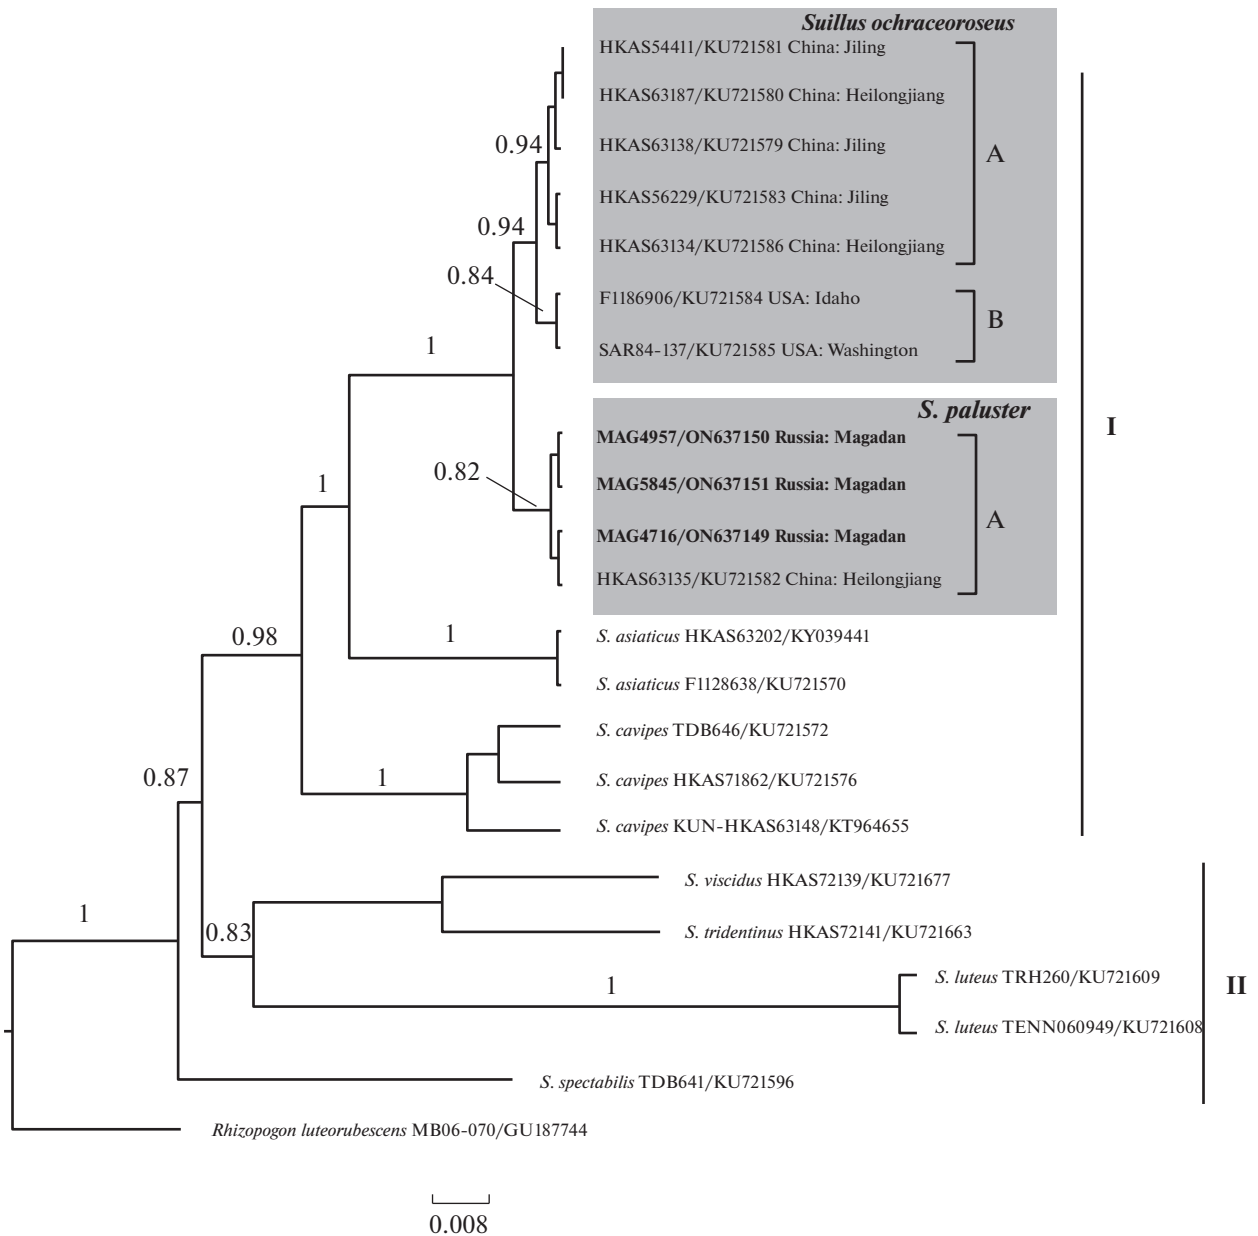 Suillus ochraceoroseus
HKAS54411/KU721581 China: Jiling
HKAS63187/KU721580 China: Heilongjiang
0.94
HKAS63138/KU721579 China: Jiling
A
HKAS56229/KU721583 China: Jiling
0.94
HKAS63134/KU721586 China: Heilongjiang
0.84
F1186906/KU721584 USA: Idaho
B
1
SAR84-137/KU721585 USA: Washington
S. paluster
I
MAG4957/ON637150 Russia: Magadan
0.82
MAG5845/ON637151 Russia: Magadan
1
A
MAG4716/ON637149 Russia: Magadan
HKAS63135/KU721582 China: Heilongjiang
0.98
1
S. asiaticus HKAS63202/KY039441
S. asiaticus F1128638/KU721570
S. cavipes TDB646/KU721572
0.87
1
S. cavipes HKAS71862/KU721576
S. cavipes KUN-HKAS63148/KT964655
S. viscidus HKAS72139/KU721677
1
0.83
S. tridentinus HKAS72141/KU721663
1
S. luteus TRH260/KU721609
II
S. luteus TENN060949/KU721608
S. spectabilis TDB641/KU721596
Rhizopogon luteorubescens MB06-070/GU187744
0.008